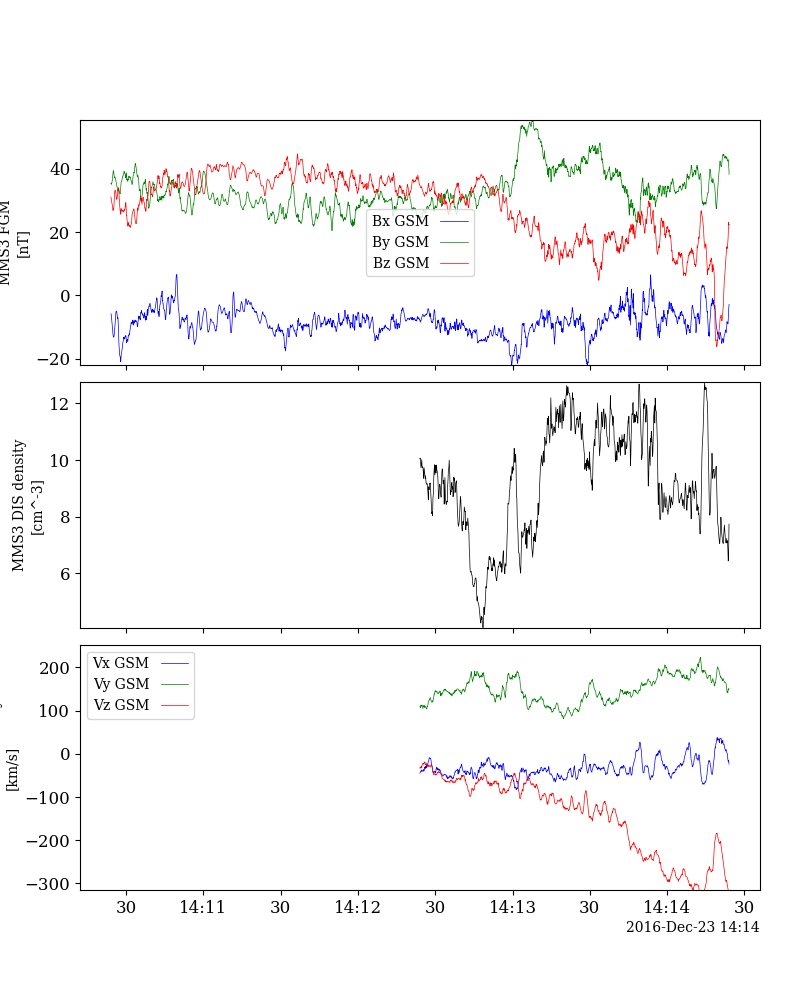 MMS3 FGM
[nT]
40
20
0
−20
Bx GSM
By GSM
Bz GSM
MMS3 DIS density
[cm^-3]
12
10
8
6
[km/s]
200
100
0
−100
−200
−300
Vx GSM
Vy GSM
Vz GSM
30 14:11 30 14:12 30 14:13 30 14:14 30
2016-Dec-23 14:14